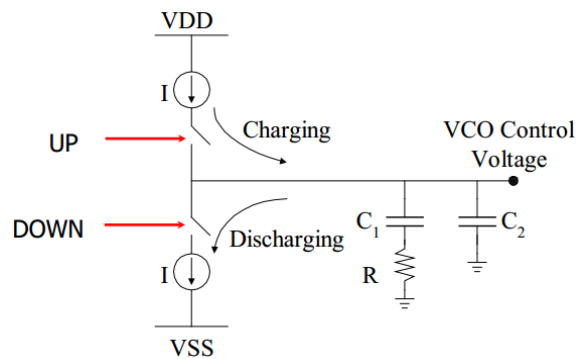 VDD
I
Charging
UP
VCO Control
Voltage
DOWN
Discharging
C1
C2
I
R
VSS